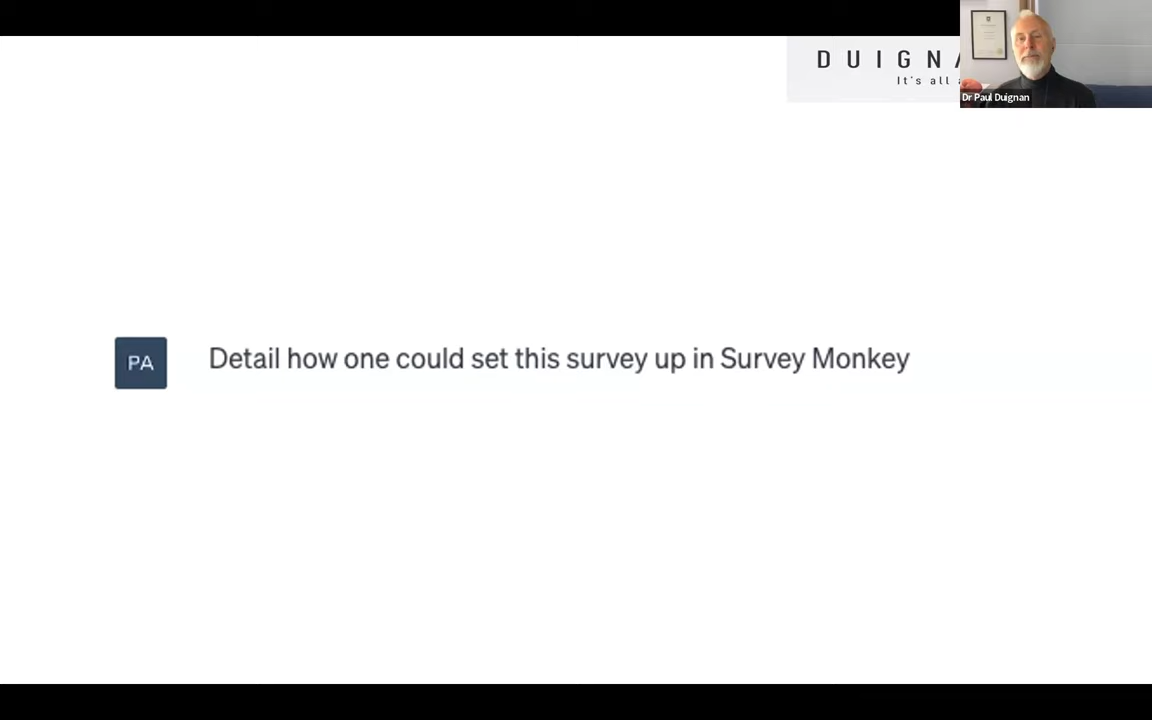 DUIGNA
It's all
Dr Paul Duignan
PA
Detail how one could set this survey up in Survey Monkey